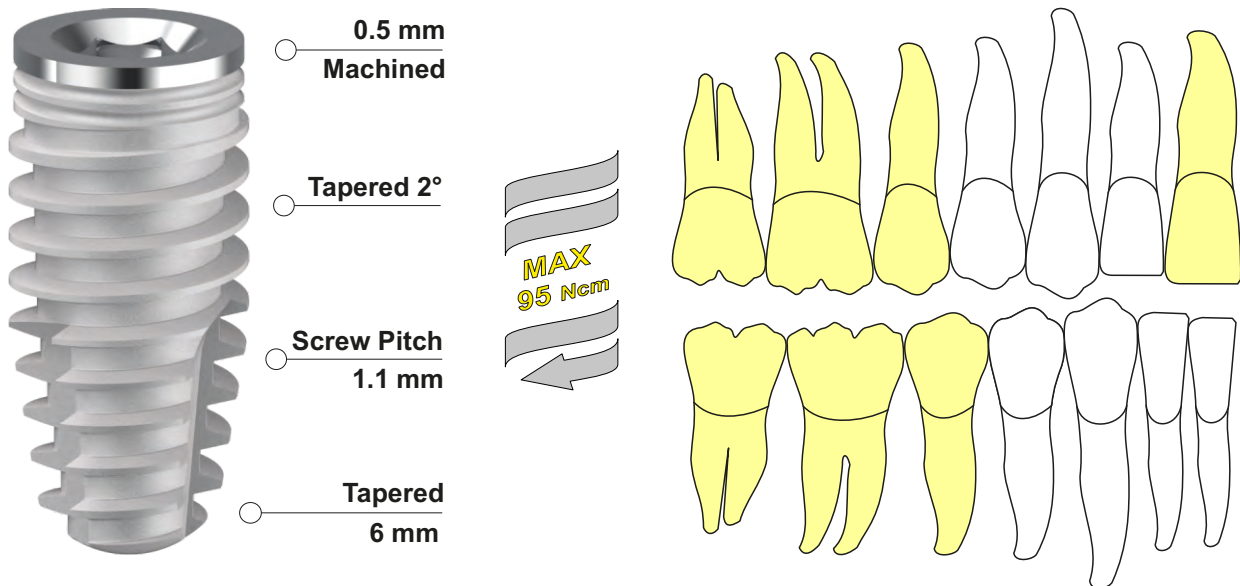 0.5 mm
Machined
Tapered 2°
Screw Pitch
1.1 mm
Tapered
6 mm
MAX
95 Ncm